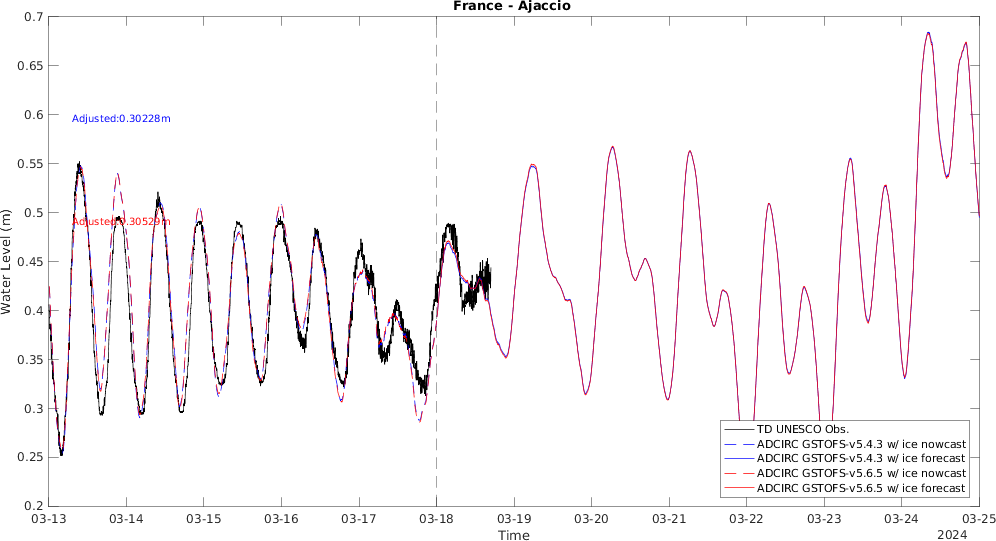 France - Ajaccio
0.7
0.65
0.6
0.55
0.5
0.45
0.4
0.35
0.3
0.25
0.2
Water Level (m)
Adjusted:0.30228m
Adjusted:0.30529m
TD UNESCO Obs.
ADCIRC GSTOFS-v5.4.3 w/ ice nowcast
ADCIRC GSTOFS-v5.4.3 w/ ice forecast
ADCIRC GSTOFS-v5.6.5 w/ ice nowcast
ADCIRC GSTOFS-v5.6.5 w/ ice forecast
03-13 03-14 03-15 03-16 03-17 03-18 03-19 03-20 03-21 03-22 03-23 03-24 03-25
Time
2024